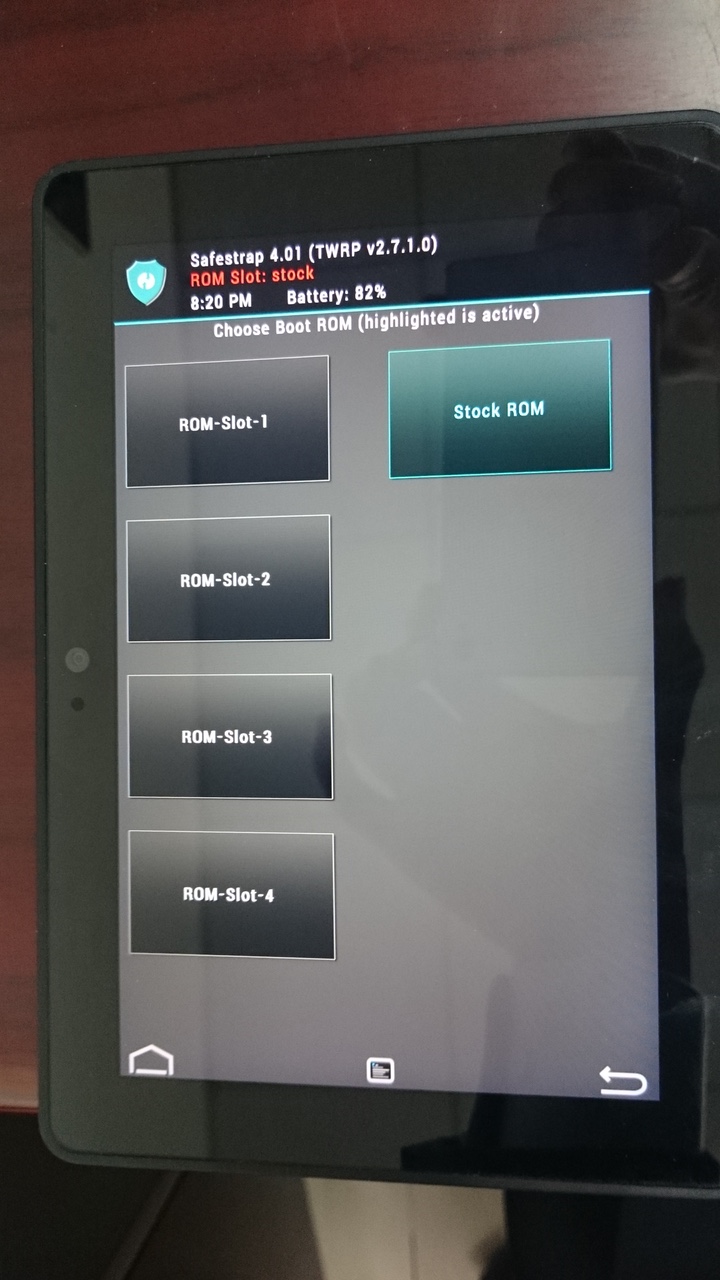 Safestrap 4.01 (TWRP v2.7.1.0)
ROM Slot: stock
8:20 PM Battery: 82%
Choose Boot ROM (highlighted is active)
ROM-Slot-1
Stock ROM
ROM-Slot-2
ROM-Slot-3
ROM-Slot-4